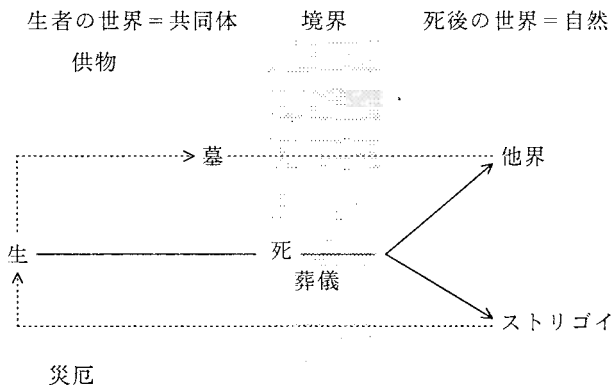 生者の世界＝共同体 境界 死後の世界＝自然
供物
墓 他界
生 死
葬儀
ストリゴイ
災厄